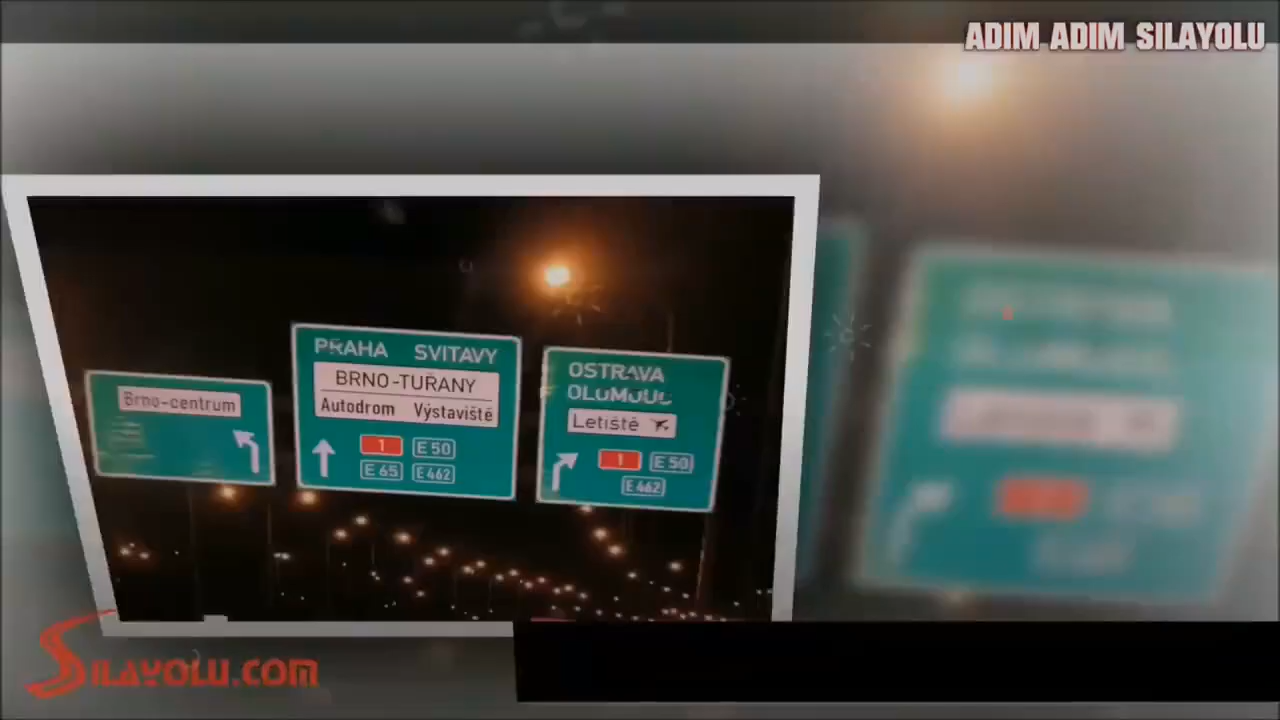 ADIM ADIM SILAYOLU
Brno-centrum
PRAHA SVITAVY
BRNO-TUŘANY
Autodrom Výstaviště
1 E 50
E 65 E 462
OSTRAVA
OLOMOUC
Letiště
1 E 50
E 462
SILAYOLU.COM